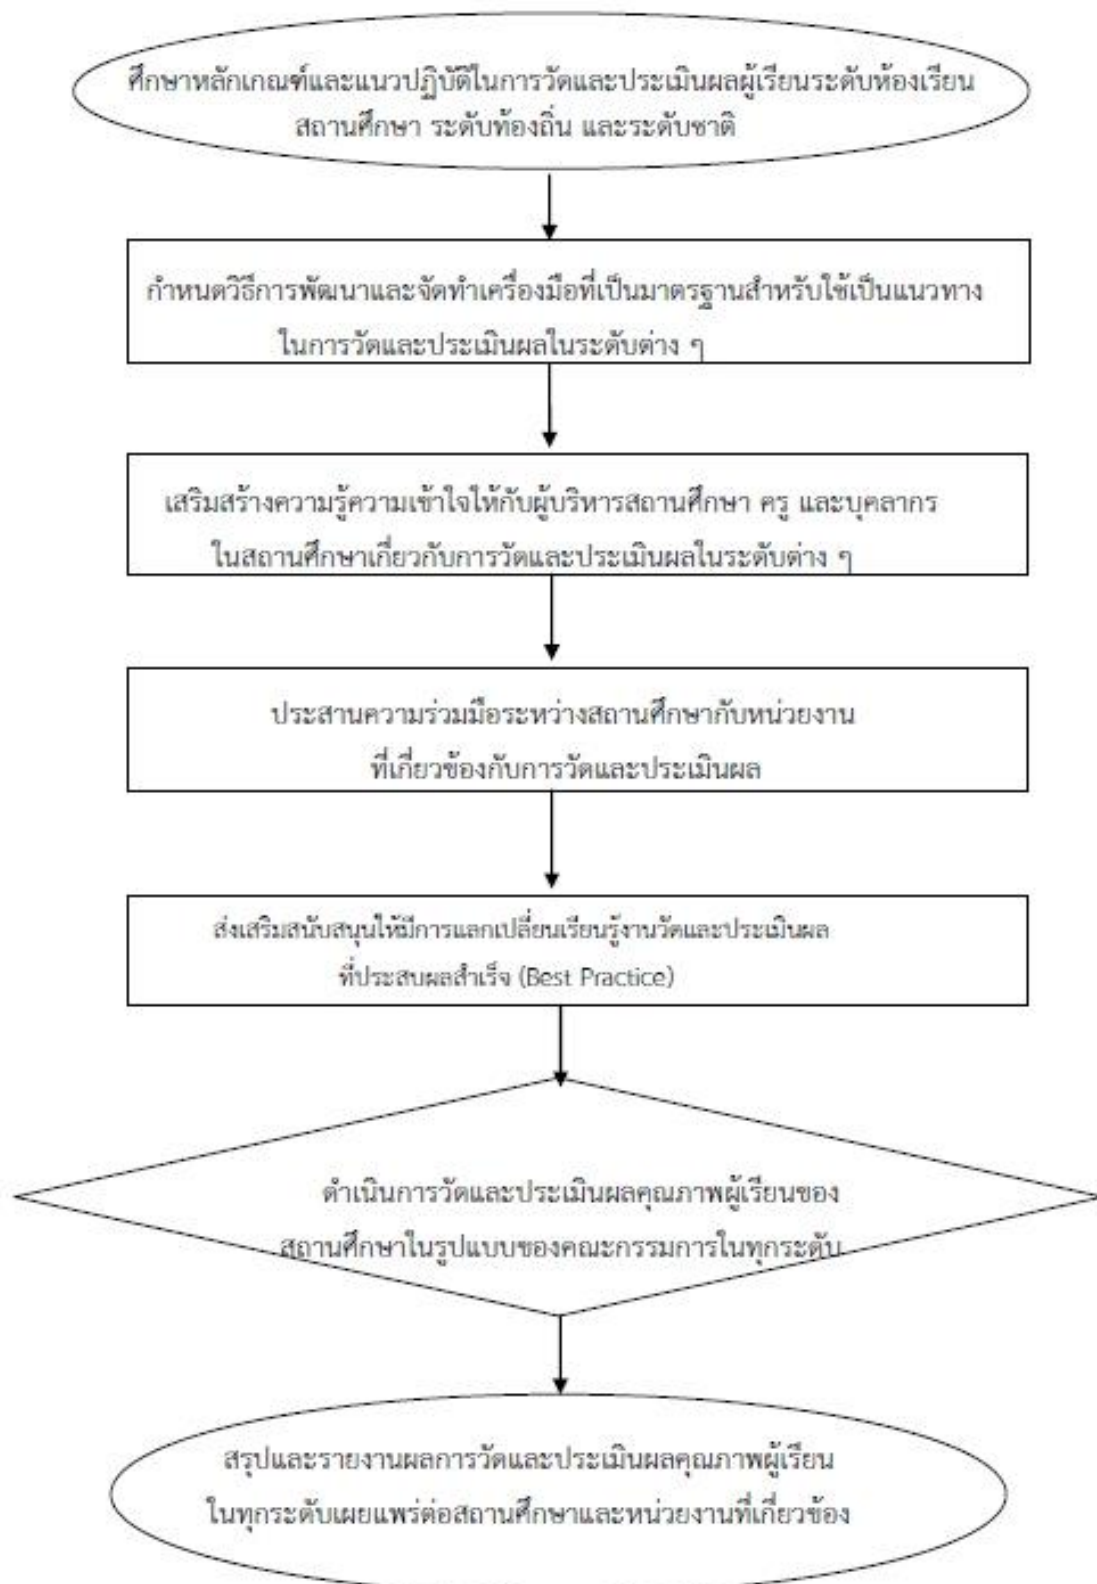 ศึกษาหลักเกณฑ์และแนวปฏิบัติในการวัดและประเมินผลผู้เรียนระดับห้องเรียน
สถานศึกษา ระดับท้องถิ่น และระดับชาติ
กำหนดวิธีการพัฒนาและจัดทำเครื่องมือที่เป็นมาตรฐานสำหรับใช้เป็นแนวทาง
ในการวัดและประเมินผลในระดับต่าง ๆ
เสริมสร้างความรู้ความเข้าใจให้กับผู้บริหารสถานศึกษา ครู และบุคลากร
ในสถานศึกษาเกี่ยวกับการวัดและประเมินผลในระดับต่าง ๆ
ประสานความร่วมมือระหว่างสถานศึกษากับหน่วยงาน
ที่เกี่ยวข้องกับการวัดและประเมินผล
ส่งเสริมสนับสนุนให้มีการแลกเปลี่ยนเรียนรู้งานวัดและประเมินผล
ที่ประสบผลสำเร็จ (Best Practice)
ดำเนินการวัดและประเมินผลคุณภาพผู้เรียนของ
สถานศึกษาในรูปแบบของคณะกรรมการในทุกระดับ
สรุปและรายงานผลการวัดและประเมินผลคุณภาพผู้เรียน
ในทุกระดับเผยแพร่ต่อสถานศึกษาและหน่วยงานที่เกี่ยวข้อง